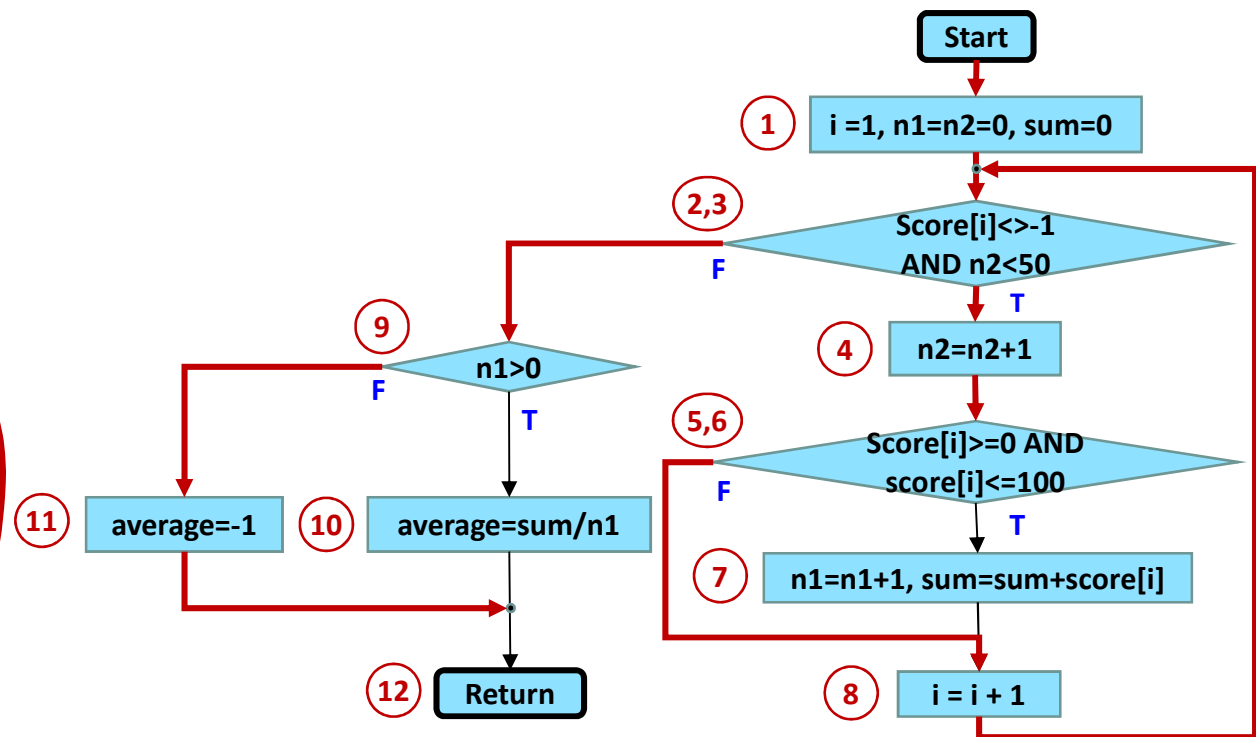 Start
1
i =1, n1=n2=0, sum=0
2,3
Score[i]<>-1
AND n2<50
F
T
9
4
n2=n2+1
n1>0
F
T
5,6
Score[i]>=0 AND
score[i]<=100
F
T
11
average=-1
10
average=sum/n1
7
n1=n1+1, sum=sum+score[i]
12
Return
8
i = i + 1